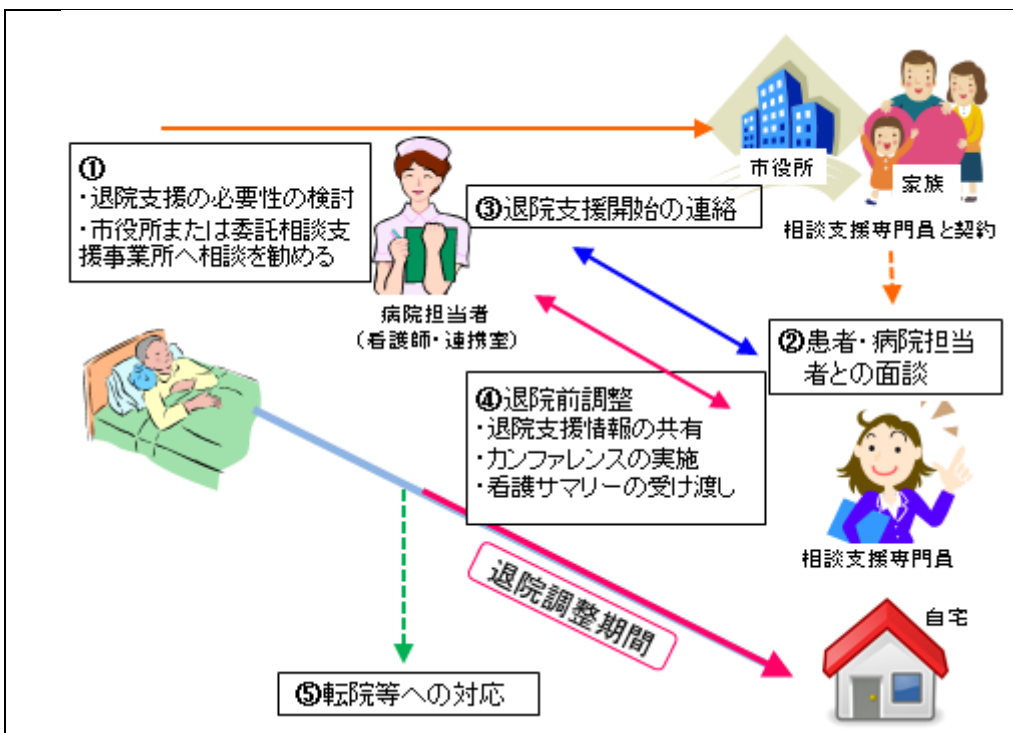 市役所
家族
相談支援専門員と契約
①
・退院支援の必要性の検討
・市役所または委託相談支
援事業所へ相談を勧める
病院担当者
(看護師・連携室)
③退院支援開始の連絡
②患者・病院担当
者との面談
④退院前調整
・退院支援情報の共有
・カンファレンスの実施
・看護サマリーの受け渡し
相談支援専門員
退院調整期間
自宅
⑤転院等への対応